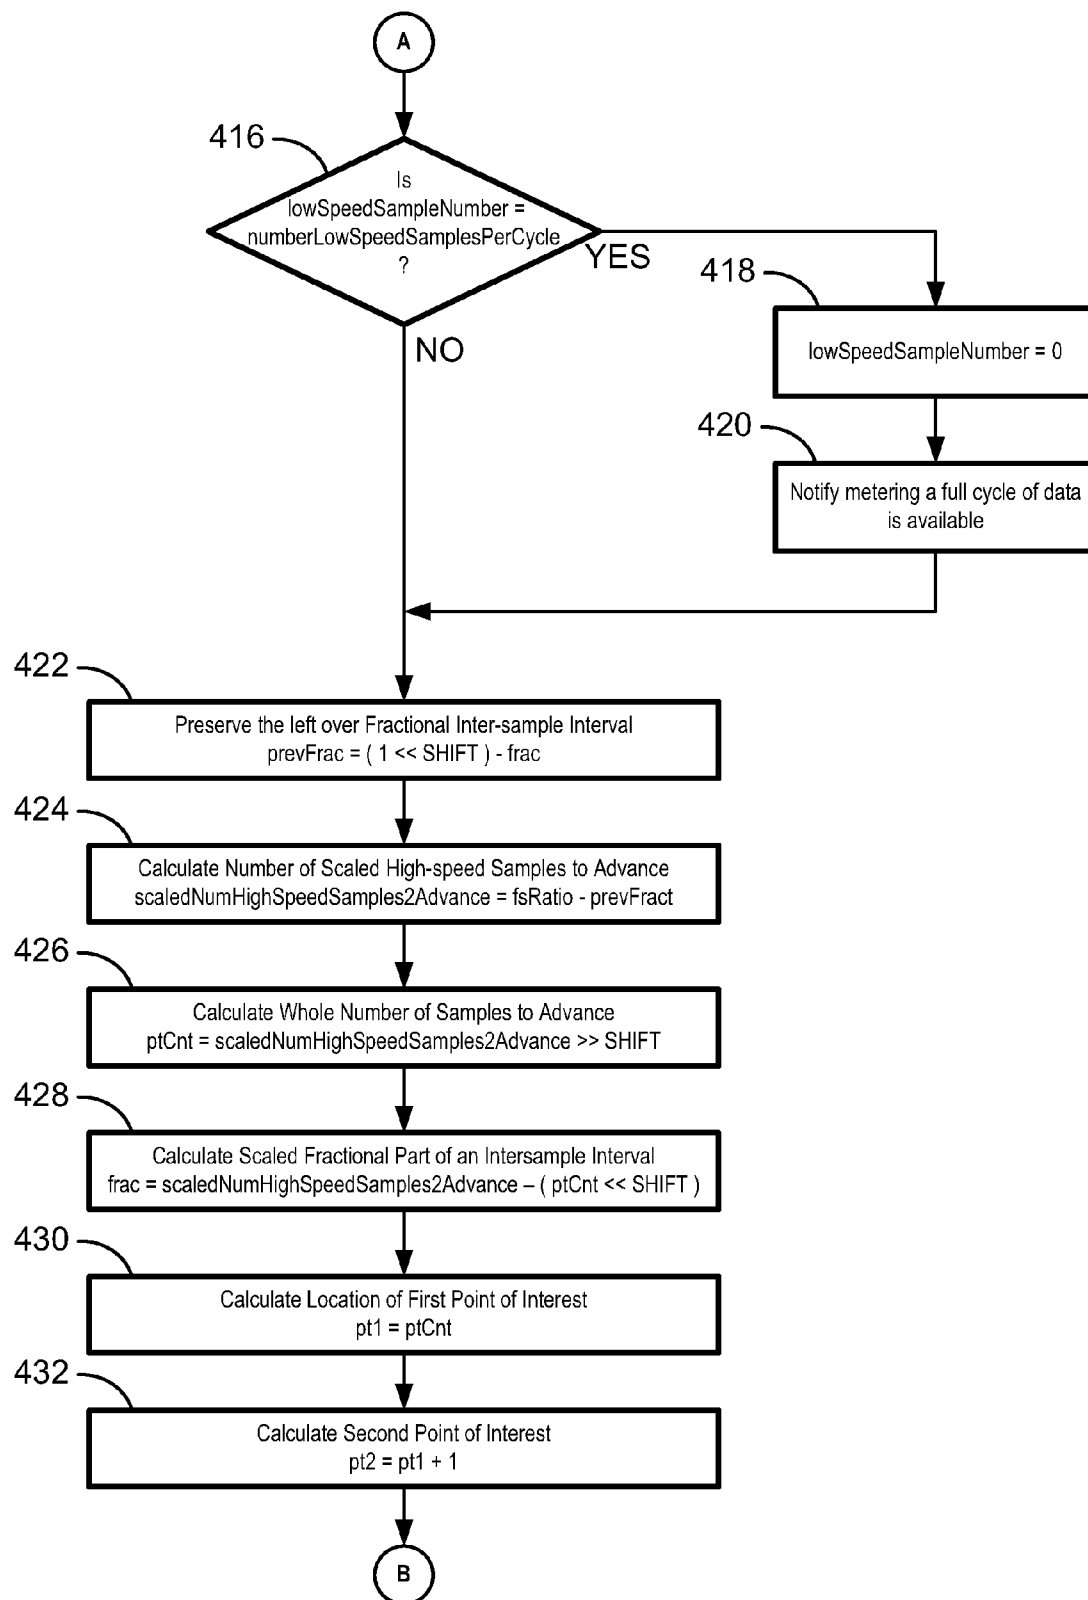 A
416
Is
lowSpeedSampleNumber =
numberLowSpeedSamplesPerCycle
?
YES
NO
418
lowSpeedSampleNumber = 0
420
Notify metering a full cycle of data
is available
422
Preserve the left over Fractional Inter-sample Interval
prevFrac = ( 1 << SHIFT ) - frac
424
Calculate Number of Scaled High-speed Samples to Advance
scaledNumHighSpeedSamples2Advance = fsRatio - prevFract
426
Calculate Whole Number of Samples to Advance
ptCnt = scaledNumHighSpeedSamples2Advance >> SHIFT
428
Calculate Scaled Fractional Part of an Intersample Interval
frac = scaledNumHighSpeedSamples2Advance – ( ptCnt << SHIFT )
430
Calculate Location of First Point of Interest
pt1 = ptCnt
432
Calculate Second Point of Interest
pt2 = pt1 + 1
B